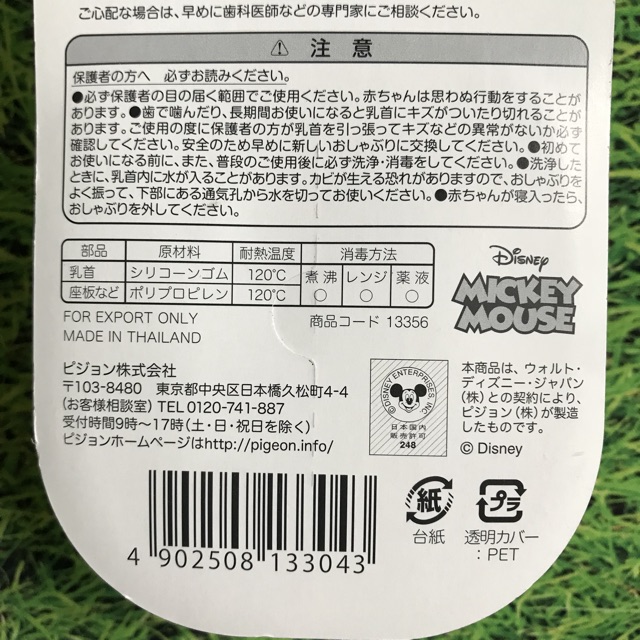 ご心配な場合は、早めに歯科医師などの専門家にご相談ください。
⚠ 注 意
保護者の方へ 必ずお読みください。
●必ず保護者の目の届く範囲でご使用ください。赤ちゃんは思わぬ行動をすることが
あります。●歯で噛んだり、長期間お使いになると乳首にキズがついたり切れることが
あります。ご使用の度に保護者の方が乳首を引っ張ってキズなどの異常がないか必ず
確認してください。安全のため早めに新しいおしゃぶりに交換してください。●初めて
お使いになる前に、また、普段のご使用後に必ず洗浄・消毒をしてください。●洗浄した
ときに、乳首内に水が入ることがあります。カビが生える恐れがありますので、おしゃぶりを
よく振って、下部にある通気孔から水を切ってお使いください。●赤ちゃんが寝入ったら、
おしゃぶりを外してください。
部品 原材料 耐熱温度 消毒方法
乳首 シリコーンゴム 120℃ 煮沸 レンジ 薬液
座板など ポリプロピレン 120℃ ○ ○ ○
FOR EXPORT ONLY
MADE IN THAILAND
商品コード 13356
Disney
MICKEY
MOUSE
ピジョン株式会社
〒103-8480 東京都中央区日本橋久松町4-4
(お客様相談室) TEL 0120-741-887
受付時間9時〜17時(土・日・祝日を除く)
ピジョンホームページはhttp://pigeon.info/
©DISNEY ENTERPRISES, INC.
日本国内
販売許可
248
本商品は、ウォルト・
ディズニー・ジャパン
(株)との契約により、
ピジョン(株)が製造
したものです。
© Disney
紙
台紙
プラ
透明カバー
:PET
4 902508 133043